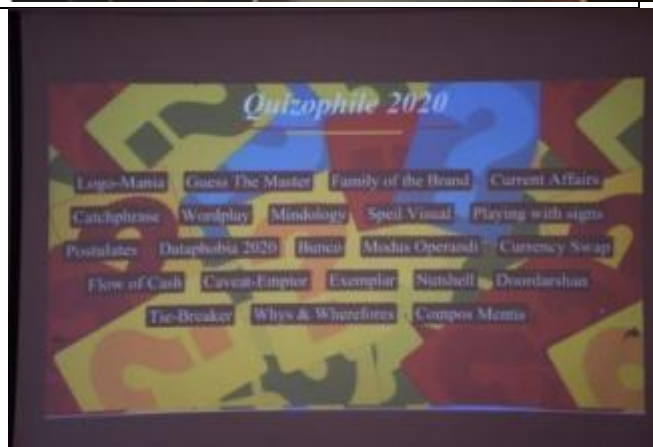 Quizophile 2020
Logo-Mania Guess The Master Family of the Brand Current Affairs
Catchphrase Wordplay Mindology Speil Visual Playing with signs
Postulates Dataphobia 2020 Bunco Modus Operandi Currency Swap
Flow of Cash Caveat-Emptor Exemplar Nutshell Doordarshan
Tie-Breaker Whys & Wherefores Compos Mentis